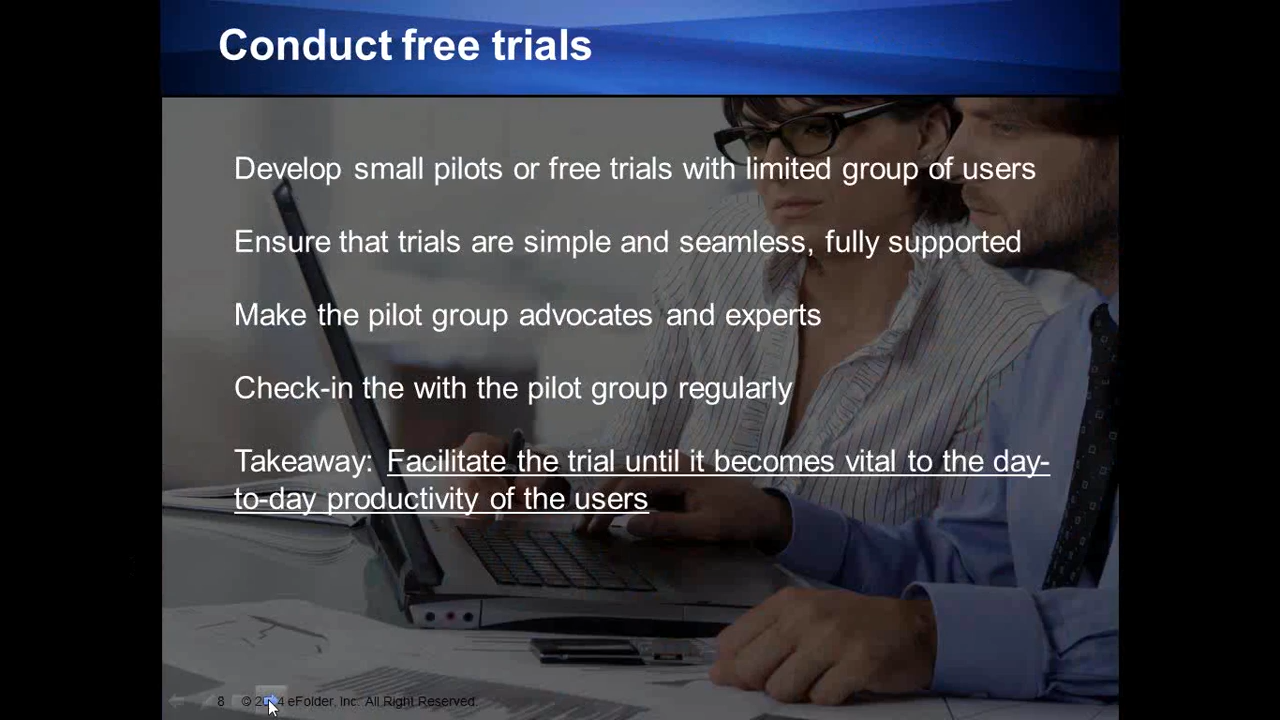 Conduct free trials
Develop small pilots or free trials with limited group of users
Ensure that trials are simple and seamless, fully supported
Make the pilot group advocates and experts
Check-in the with the pilot group regularly
Takeaway: Facilitate the trial until it becomes vital to the day-
to-day productivity of the users
8 © eFolder, Inc. All Right Reserved.